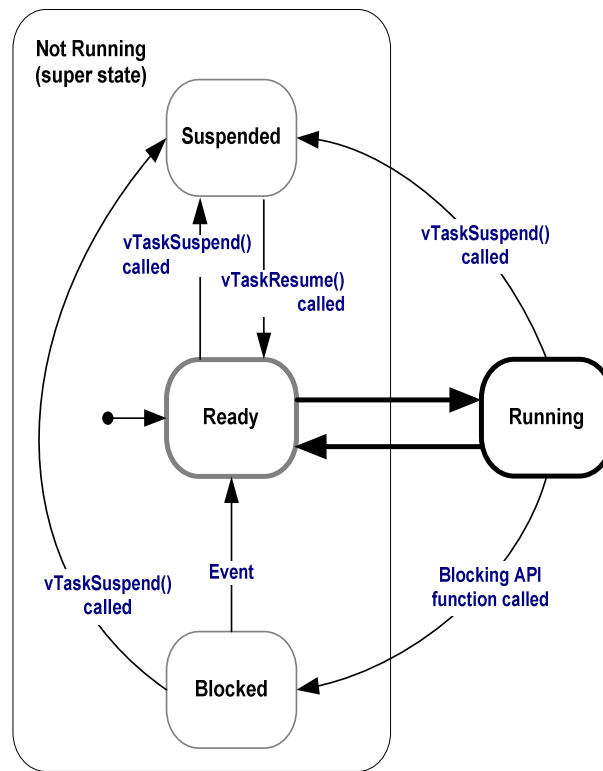 Not Running
(super state)
Suspended
vTaskSuspend()
called
vTaskResume()
called
vTaskSuspend()
called
Ready
Running
Event
vTaskSuspend()
called
Blocking API
function called
Blocked